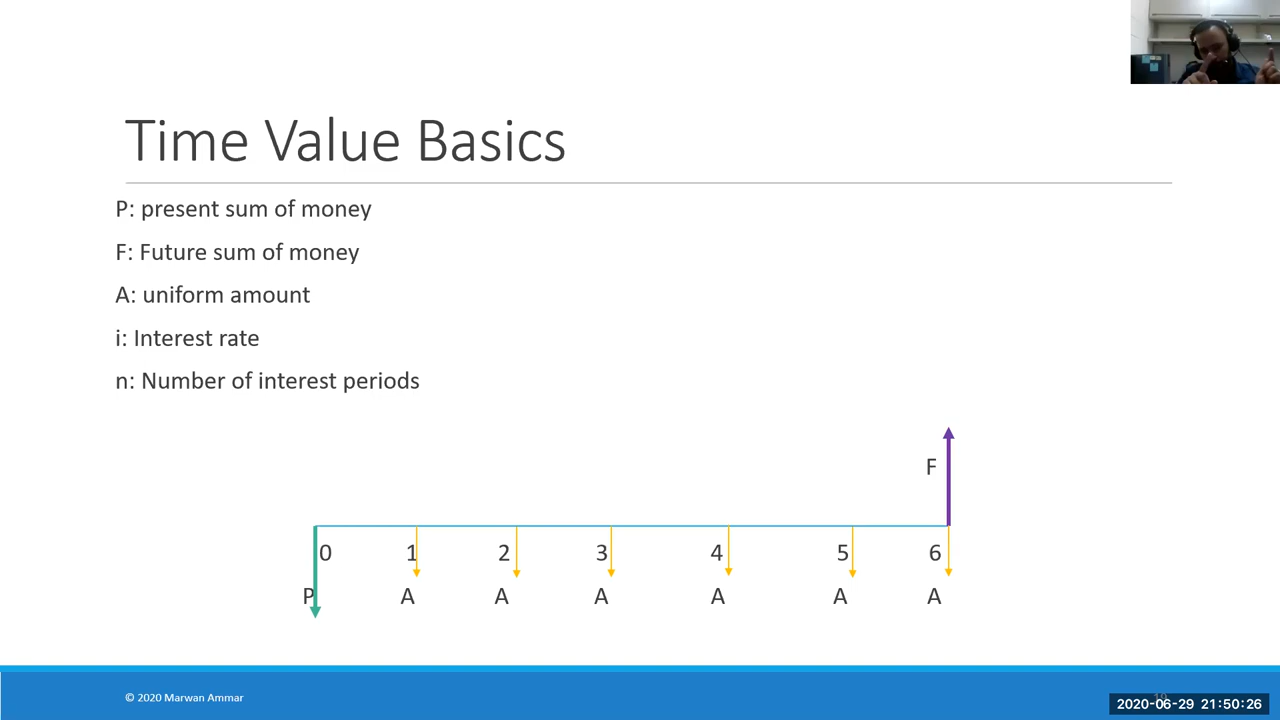 Time Value Basics
P: present sum of money
F: Future sum of money
A: uniform amount
i: Interest rate
n: Number of interest periods
F
0 1 2 3 4 5 6
P A A A A A A
© 2020 Marwan Ammar
2020-06-29 21:50:26